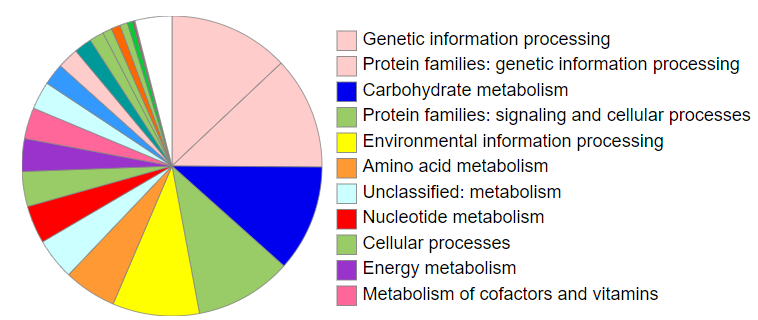 Genetic information processing
Protein families: genetic information processing
Carbohydrate metabolism
Protein families: signaling and cellular processes
Environmental information processing
Amino acid metabolism
Unclassified: metabolism
Nucleotide metabolism
Cellular processes
Energy metabolism
Metabolism of cofactors and vitamins